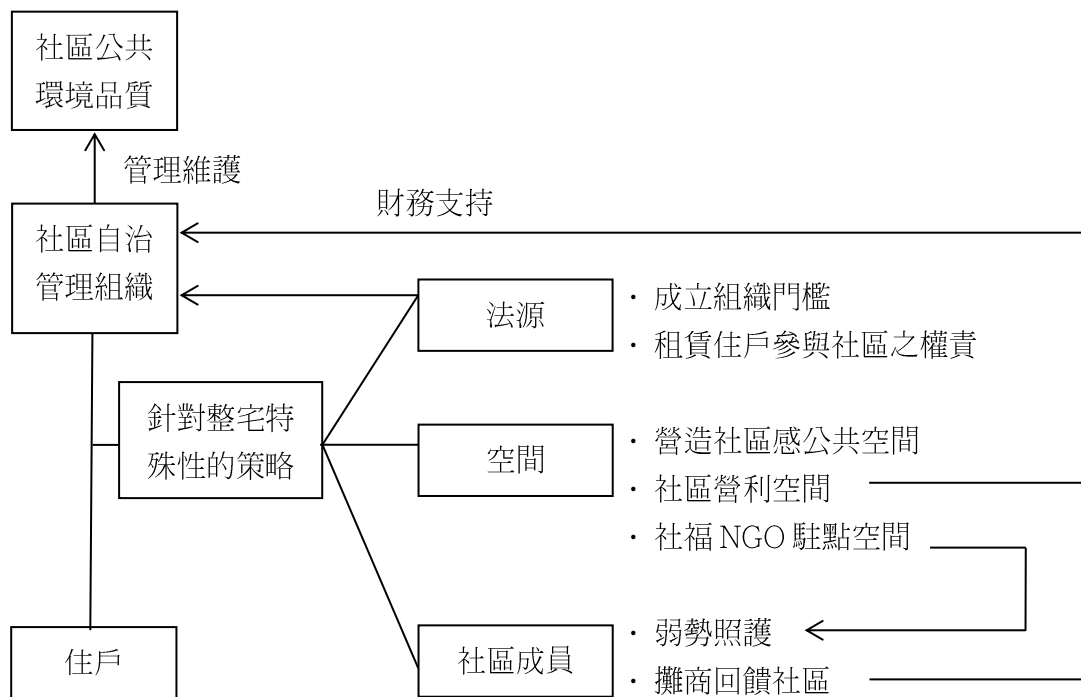 社區公共
環境品質
管理維護
財務支持
社區自治
管理組織
法源
· 成立組織門檻
· 租賃住戶參與社區之權責
針對整宅特
殊性的策略
空間
· 營造社區感公共空間
· 社區營利空間
· 社福 NGO 駐點空間
住戶
社區成員
· 弱勢照護
· 攤商回饋社區